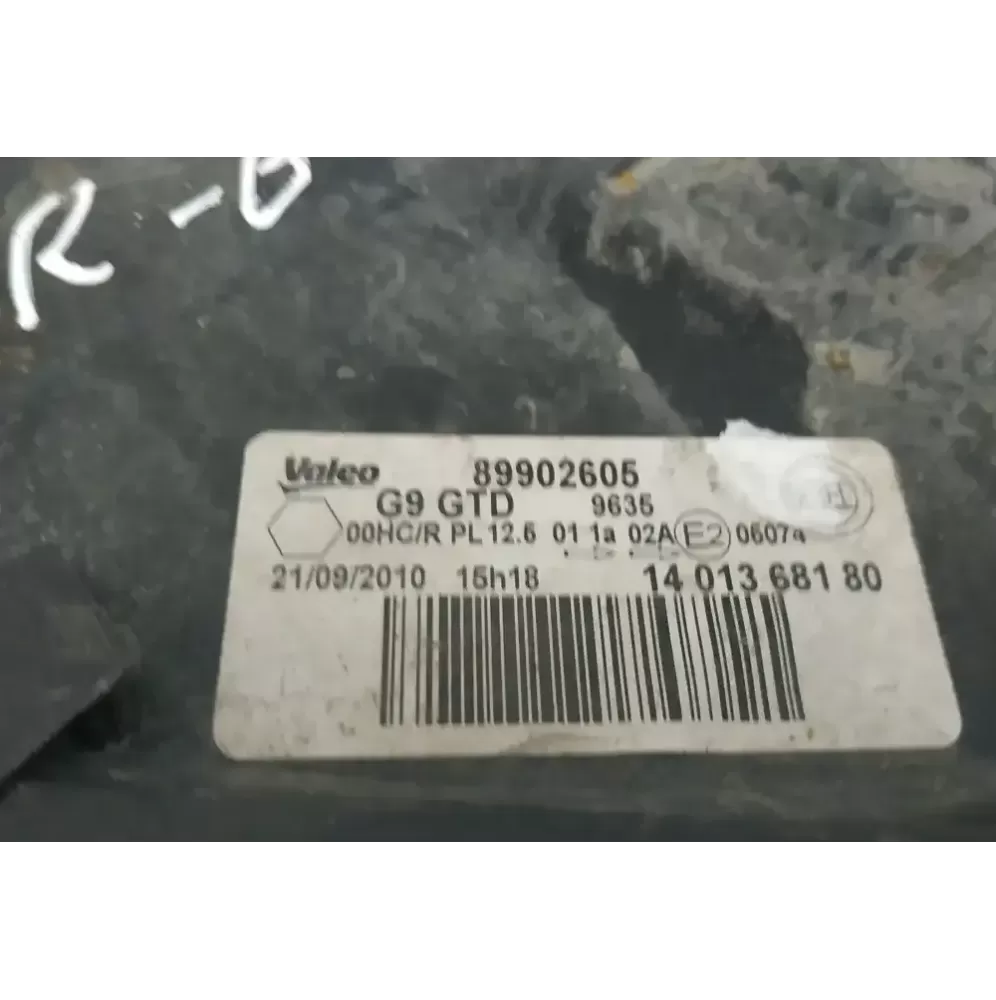 R-0
Valeo 89902605
G9 GTD 9635
00HC/R PL 12.5 01 1a 02A E2 06074
21/09/2010 15h18 14 013 681 80